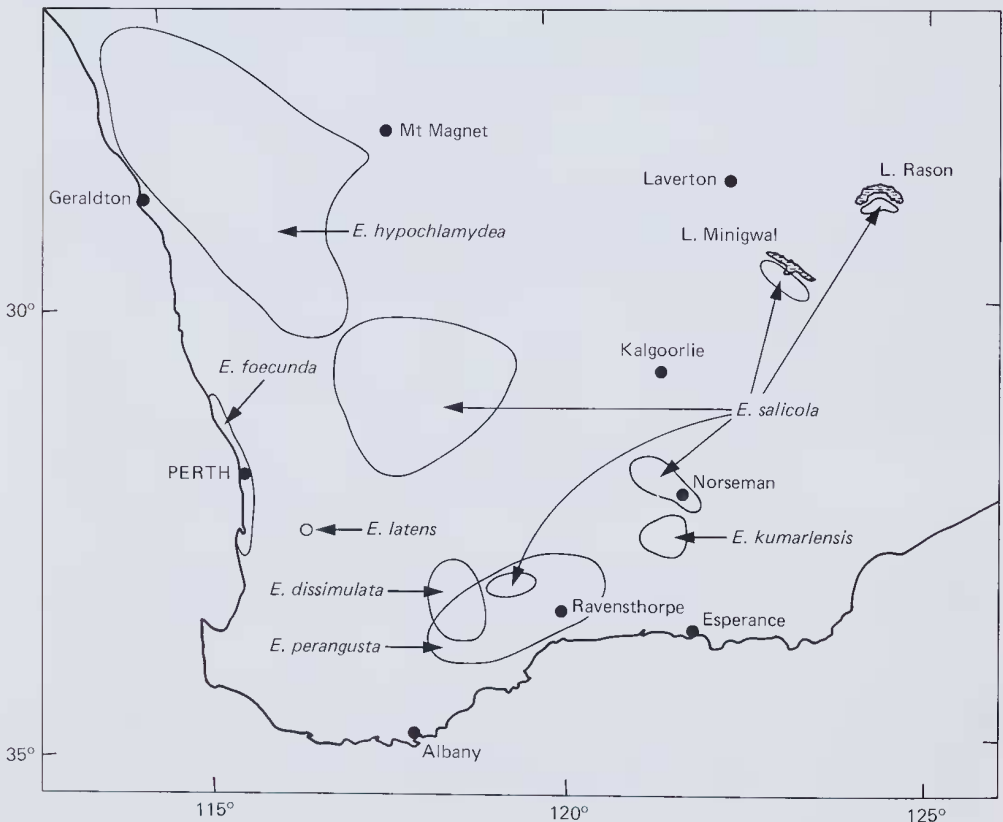 Mt Magnet
L. Rason
Laverton
Geraldton
E. hypochlamydea
L. Minigwal
30°
Kalgoorlie
E. foecunda
E. salicola
PERTH
Norseman
E. latens
E. kumarlensis
E. dissimulata
Ravensthorpe
Esperance
E. perangusta
Albany
35°
115°
120°
125°